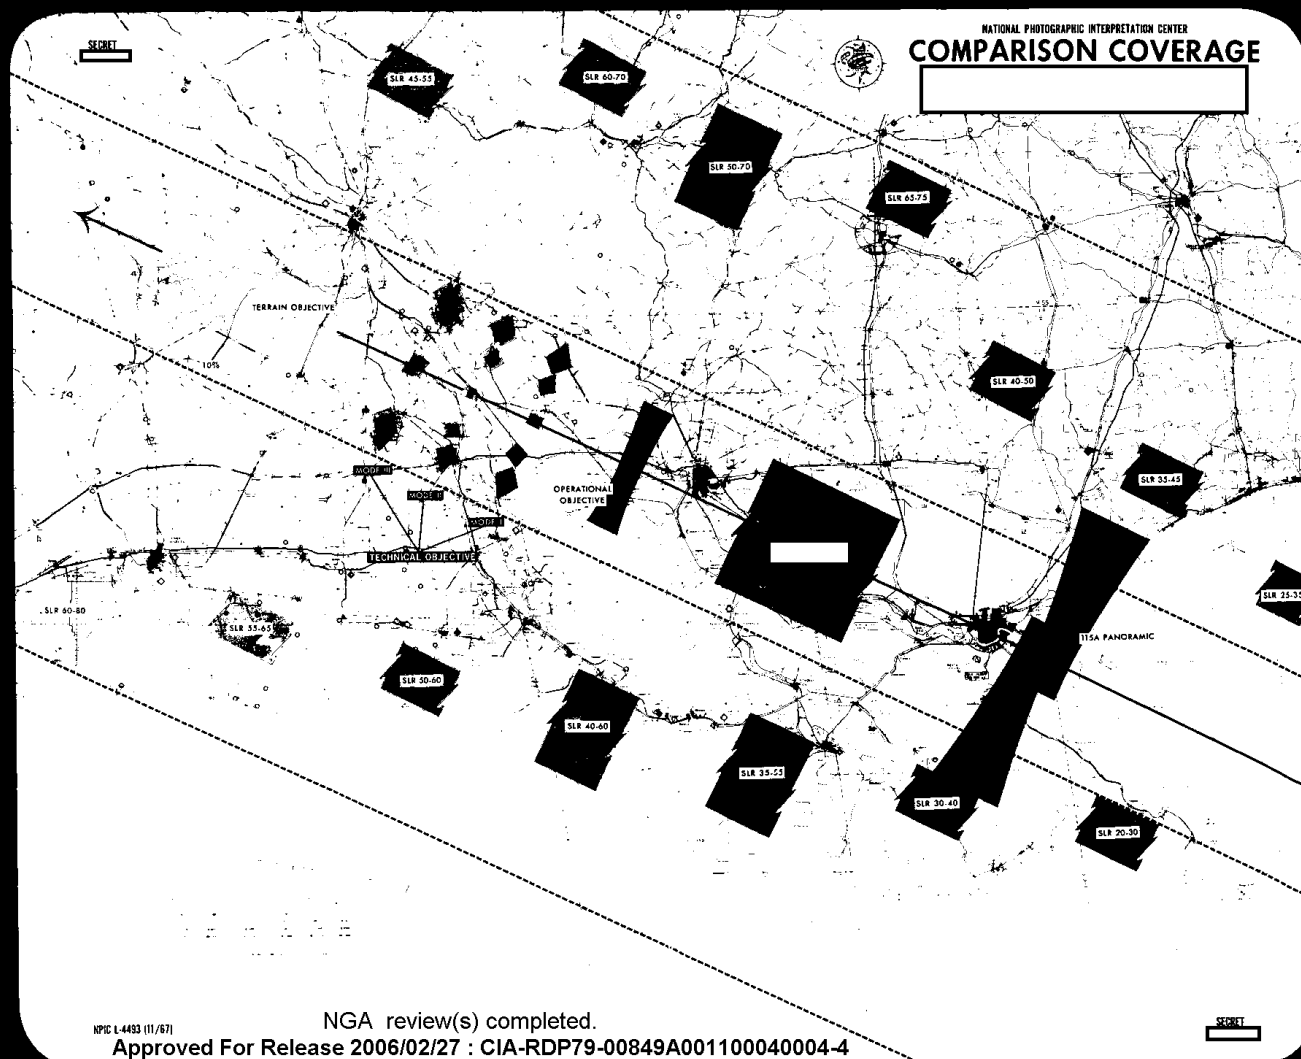 SECRET
NATIONAL PHOTOGRAPHIC INTERPRETATION CENTER
COMPARISON COVERAGE
SLR 45-55
SLR 60-70
SLR 50-70
SLR 65-75
TERRAIN OBJECTIVE
10%
SLR 40-50
MODE III
MODE II
MODE I
TECHNICAL OBJECTIVE
OPERATIONAL
OBJECTIVE
SLR 35-45
SLR 25-35
SLR 60-80
SLR 55-65
115A PANORAMIC
SLR 50-60
SLR 40-60
SLR 35-55
SLR 30-40
SLR 20-30
NPIC L-4493 (11/67)
NGA review(s) completed.
SECRET
Approved For Release 2006/02/27 : CIA-RDP79-00849A001100040004-4